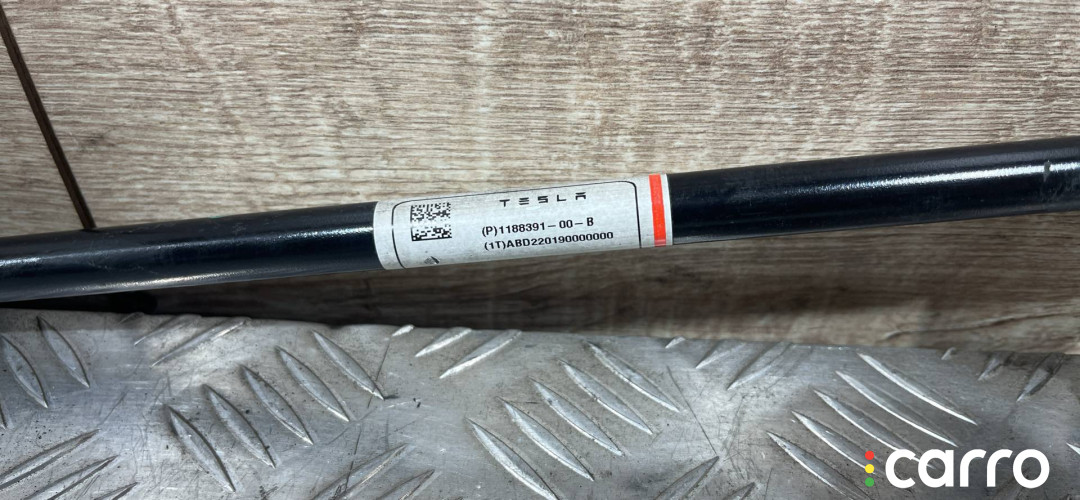 TESLA
(P)1188391-00-B
(1T)ABD220190000000
carro